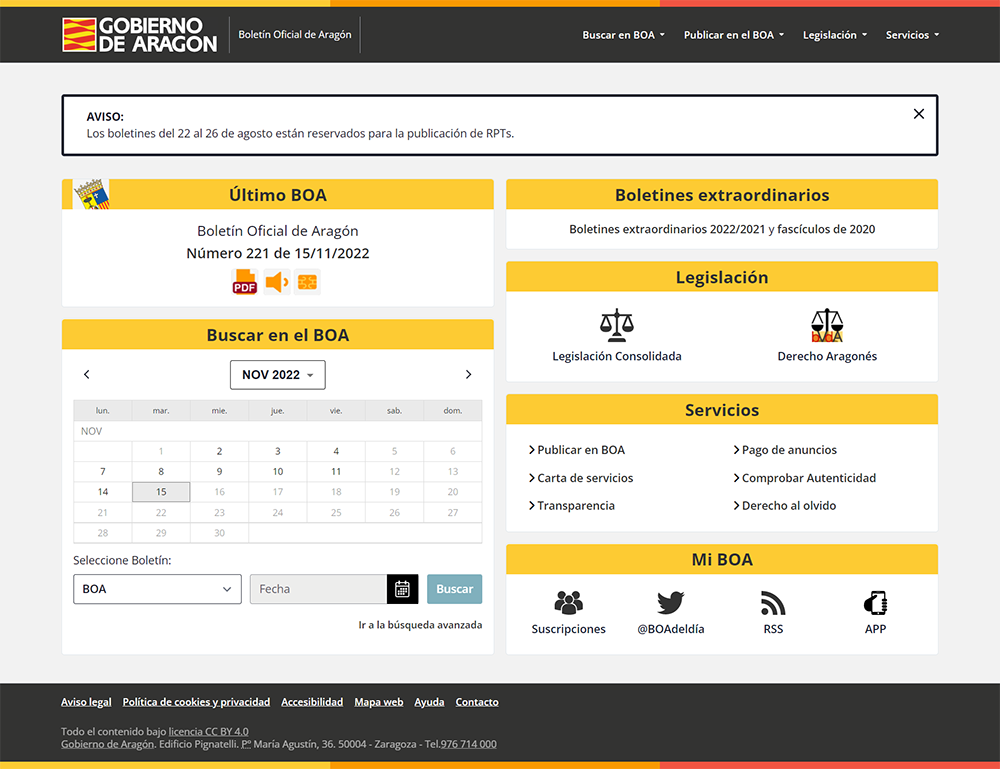 GOBIERNO
DE ARAGON
Boletín Oficial de Aragón
Buscar en BOA
Publicar en el BOA
Legislación
Servicios
AVISO:
Los boletines del 22 al 26 de agosto están reservados para la publicación de RPTs.
Último BOA
Boletín Oficial de Aragón
Número 221 de 15/11/2022
PDF
Buscar en el BOA
NOV 2022
lun. mar. mie. jue. vie. sab. dom.
NOV
1 2 3 4 5 6
7 8 9 10 11 12 13
14 15 16 17 18 19 20
21 22 23 24 25 26 27
28 29 30
Seleccione Boletín:
BOA
Fecha
Buscar
Ir a la búsqueda avanzada
Boletines extraordinarios
Boletines extraordinarios 2022/2021 y fascículos de 2020
Legislación
bvdA
Legislación Consolidada
Derecho Aragonés
Servicios
Publicar en BOA
Pago de anuncios
Carta de servicios
Comprobar Autenticidad
Transparencia
Derecho al olvido
Mi BOA
Suscripciones
@BOAdeldía
RSS
APP
Aviso legal
Política de cookies y privacidad
Accesibilidad
Mapa web
Ayuda
Contacto
Todo el contenido bajo licencia CC BY 4.0
Gobierno de Aragón. Edificio Pignatelli. Pº María Agustín, 36. 50004 - Zaragoza - Tel.976 714 000